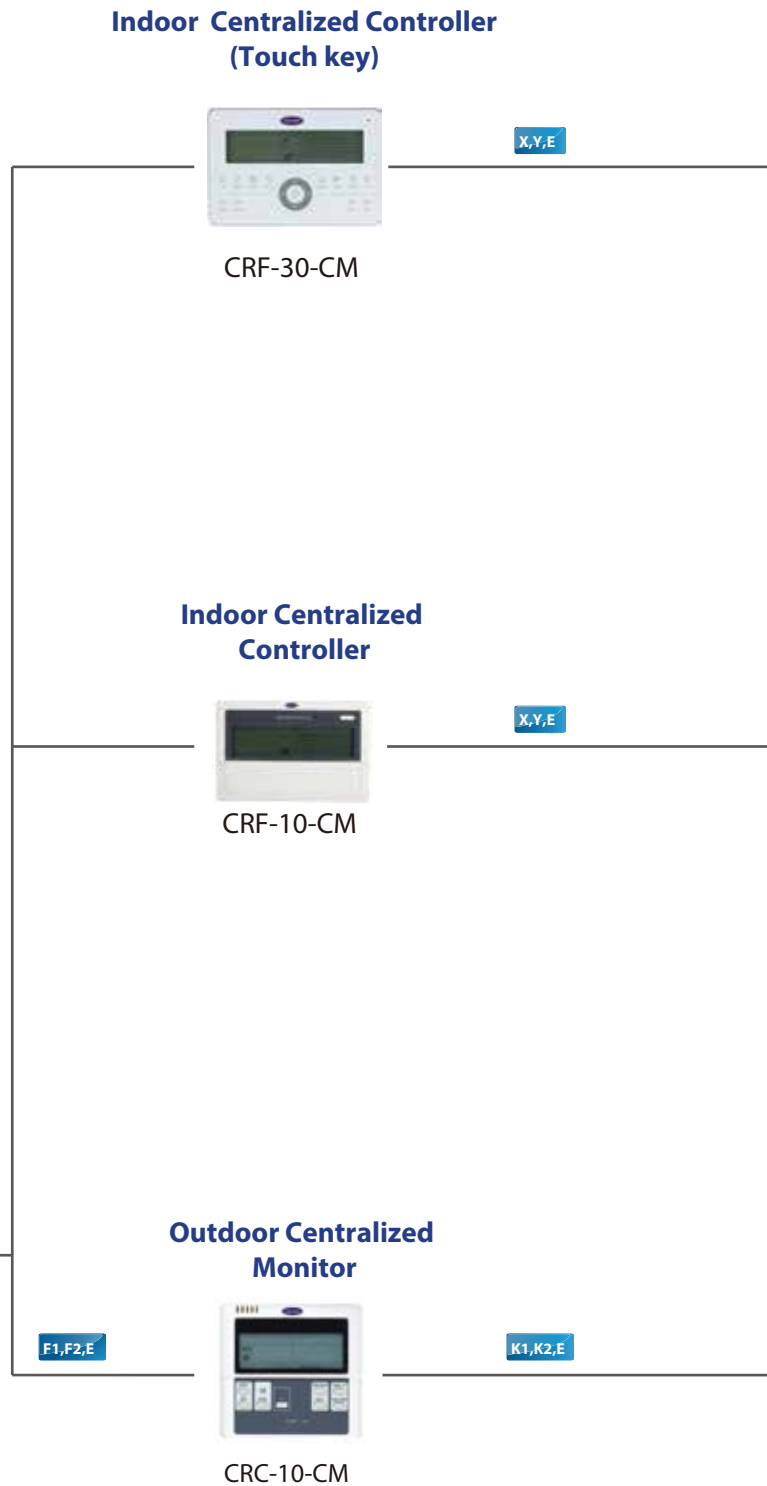 Indoor Centralized Controller
(Touch key)
X,Y,E
CRF-30-CM
Indoor Centralized
Controller
X,Y,E
CRF-10-CM
Outdoor Centralized
Monitor
F1,F2,E
K1,K2,E
CRC-10-CM